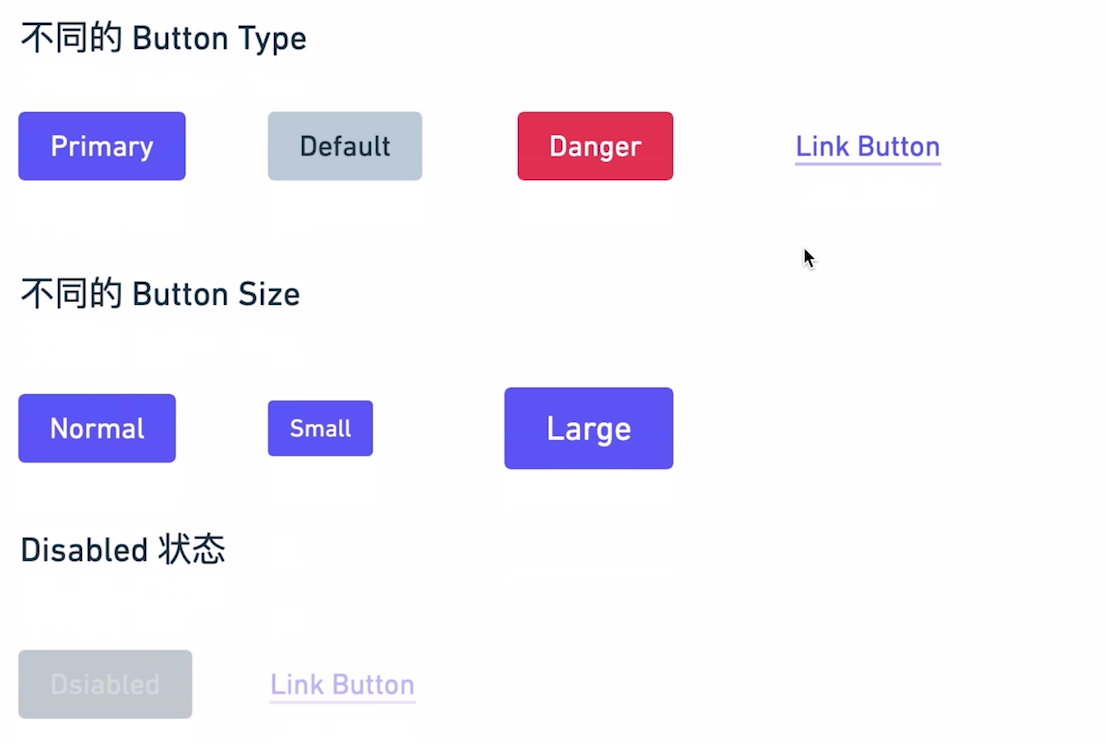 不同的 Button Type
Primary Default Danger Link Button
不同的 Button Size
Normal Small Large
Disabled 状态
Dsiabled Link Button